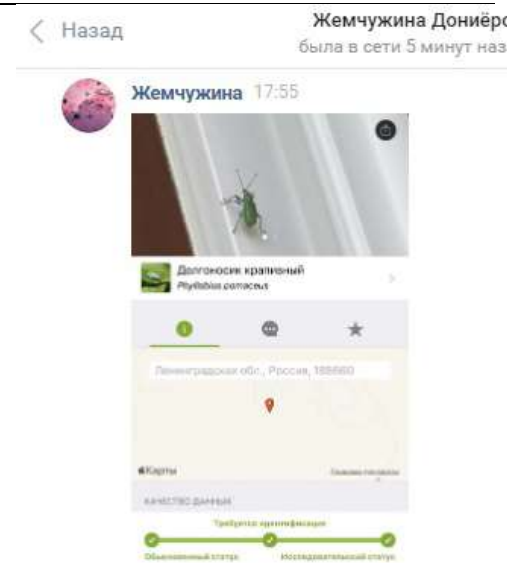 Назад
Жемчужина Дониёрс
была в сети 5 минут наз
Жемчужина 17:55
Долгоносик крапивный
Phyllobius pomaceus
Ленинградская обл., Россия, 188660
Карты
КАЧЕСТВО ДАННЫХ
Требуется идентификация
Обыкновенный статус
Исследовательский статус